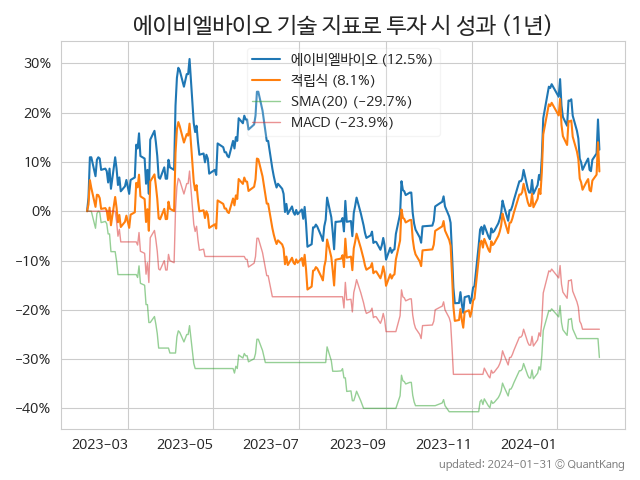 에이비엘바이오 기술 지표로 투자 시 성과 (1년)
에이비엘바이오 (12.5%)
적립식 (8.1%)
SMA(20) (−29.7%)
MACD (−23.9%)
30%
20%
10%
0%
−10%
−20%
−30%
−40%
2023-03 2023-05 2023-07 2023-09 2023-11 2024-01
updated: 2024-01-31 © QuantKang